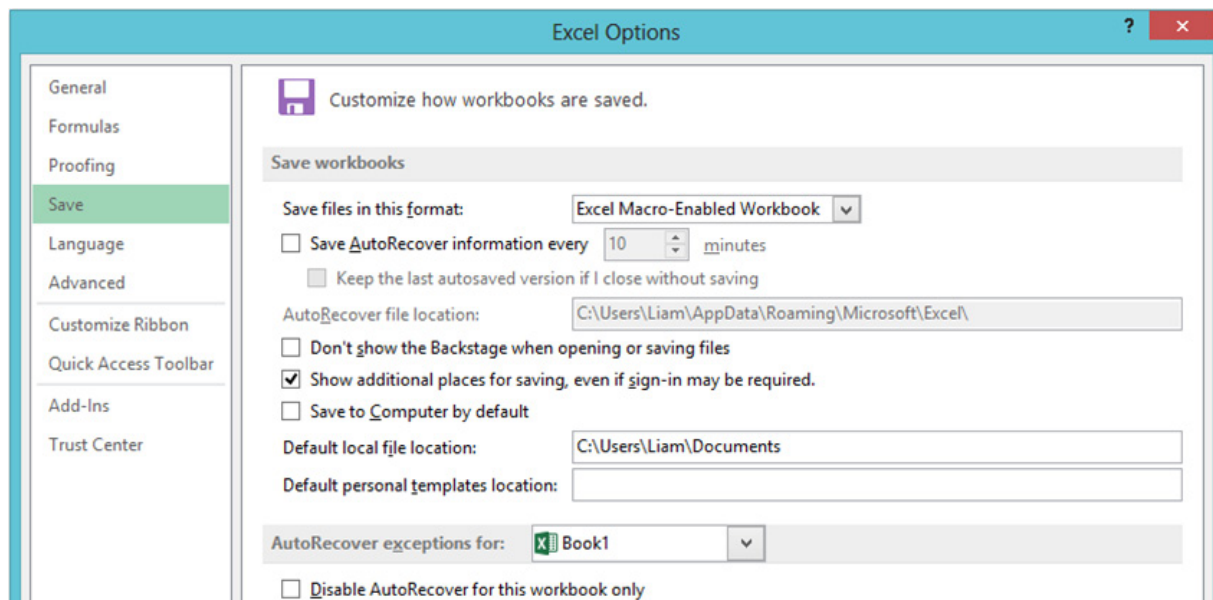 Excel Options
?
General
Formulas
Proofing
Save
Language
Advanced
Customize Ribbon
Quick Access Toolbar
Add-Ins
Trust Center
Customize how workbooks are saved.
Save workbooks
Save files in this format: Excel Macro-Enabled Workbook
Save AutoRecover information every 10 minutes
Keep the last autosaved version if I close without saving
AutoRecover file location: C:\Users\Liam\AppData\Roaming\Microsoft\Excel\
Don't show the Backstage when opening or saving files
Show additional places for saving, even if sign-in may be required.
Save to Computer by default
Default local file location: C:\Users\Liam\Documents
Default personal templates location:
AutoRecover exceptions for: Book1
Disable AutoRecover for this workbook only